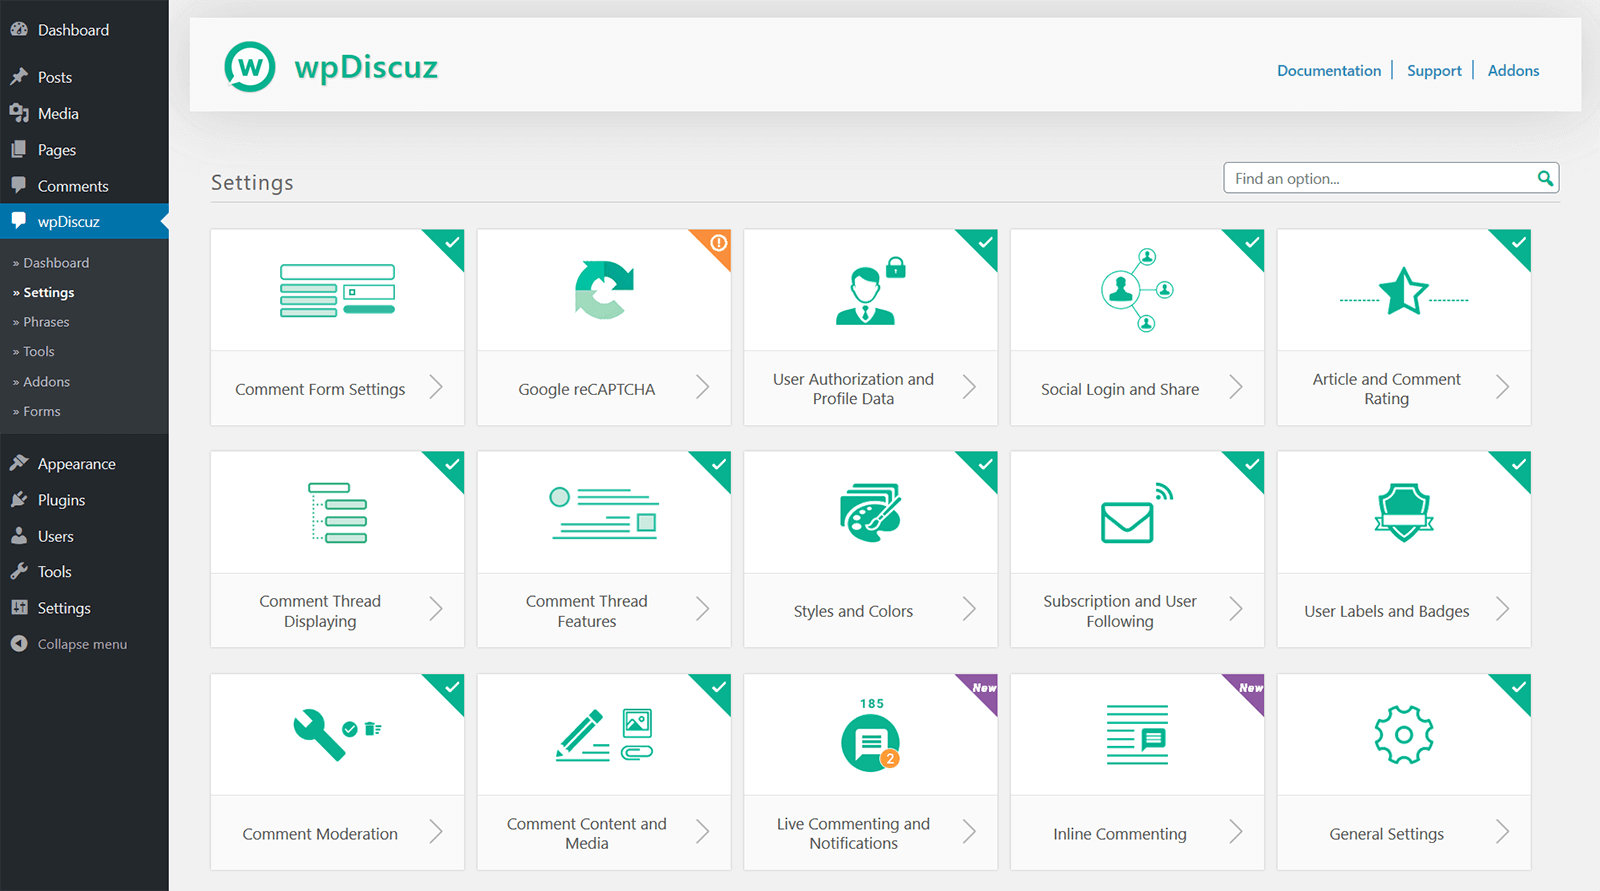 Dashboard
Posts
Media
Pages
Comments
wpDiscuz
» Dashboard
» Settings
» Phrases
» Tools
» Addons
» Forms
Appearance
Plugins
Users
Tools
Settings
Collapse menu
W wpDiscuz
Documentation | Support | Addons
Settings
Find an option...
Comment Form Settings
Google reCAPTCHA
User Authorization and
Profile Data
Social Login and Share
Article and Comment
Rating
Comment Thread
Displaying
Comment Thread
Features
Styles and Colors
Subscription and User
Following
User Labels and Badges
Comment Moderation
Comment Content and
Media
New
185
2
Live Commenting and
Notifications
New
Inline Commenting
General Settings